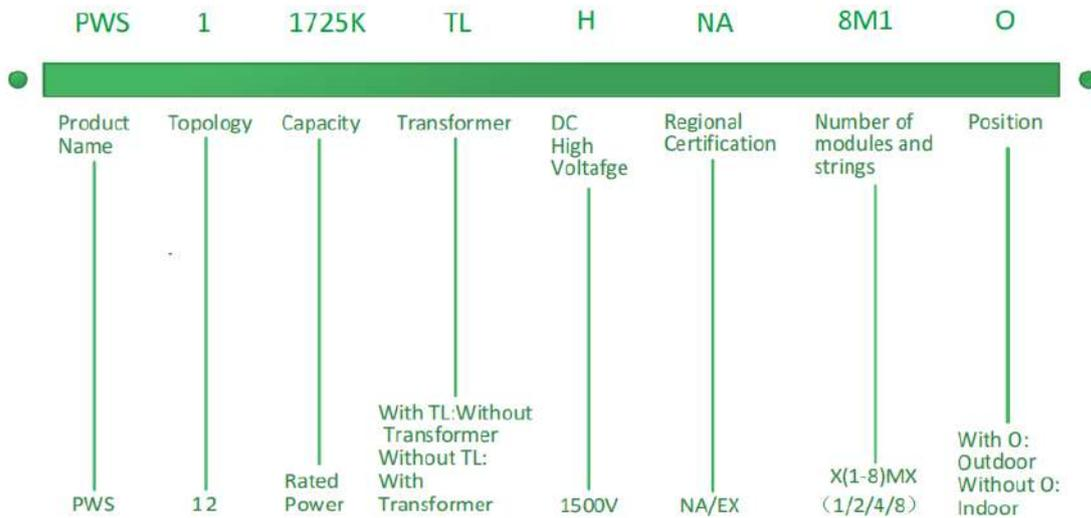 PWS 1 1725K TL H NA 8M1 O
Product
Name
Topology
Capacity
Transformer
DC
High
Voltafge
Regional
Certification
Number of
modules and
strings
Position
PWS
12
Rated
Power
With TL:Without
Transformer
Without TL:
With
Transformer
1500V
NA/EX
X(1-8)MX
（1/2/4/8）
With O:
Outdoor
Without O:
Indoor